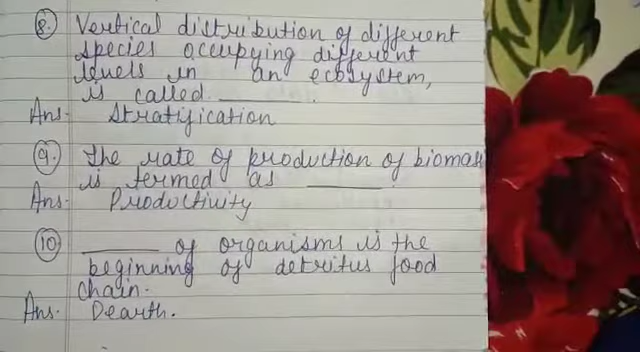 8. Vertical distribution of different
species occupying different
levels in an ecosystem,
is called ______.
Ans- Stratification
9. The rate of production of biomass
is termed as ______.
Ans- Productivity
10 ______ of organisms is the
beginning of detritus food
chain.
Ans. Dearth.